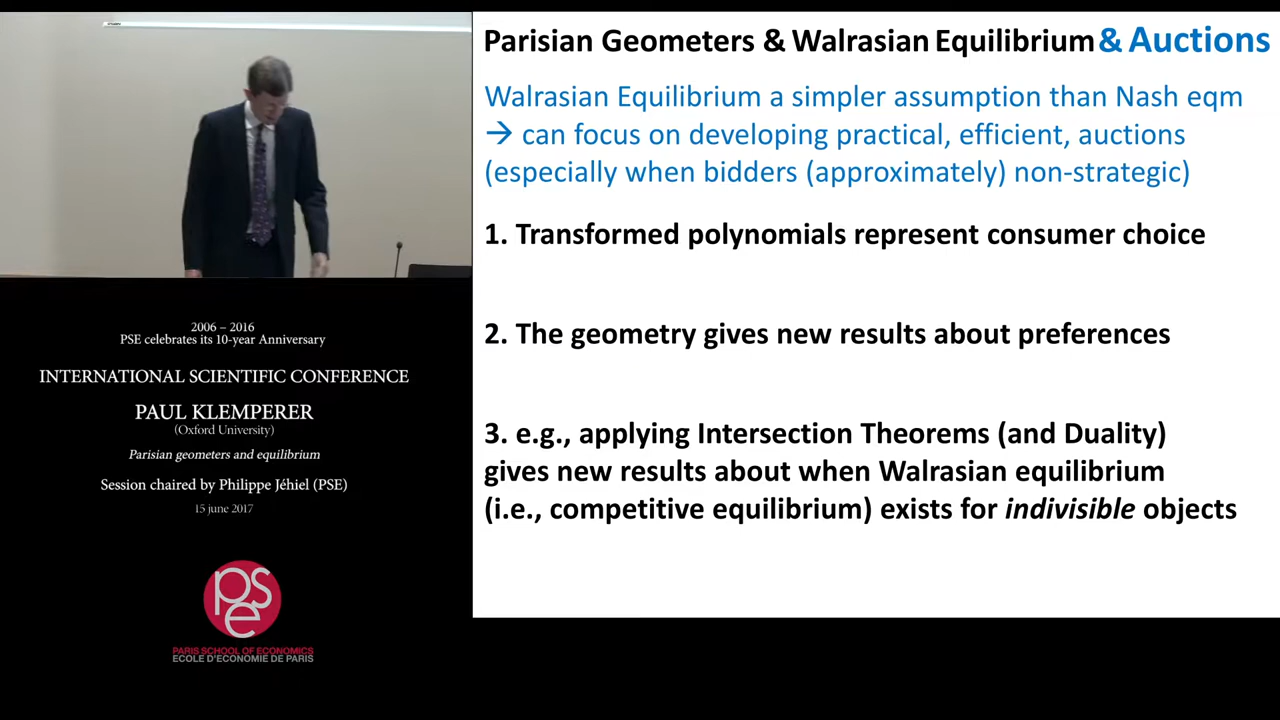 Parisian Geometers & Walrasian Equilibrium & Auctions
Walrasian Equilibrium a simpler assumption than Nash eqm
→ can focus on developing practical, efficient, auctions
(especially when bidders (approximately) non-strategic)
1. Transformed polynomials represent consumer choice
2. The geometry gives new results about preferences
3. e.g., applying Intersection Theorems (and Duality)
gives new results about when Walrasian equilibrium
(i.e., competitive equilibrium) exists for indivisible objects
2006 – 2016
PSE celebrates its 10-year Anniversary
INTERNATIONAL SCIENTIFIC CONFERENCE
PAUL KLEMPERER
(Oxford University)
Parisian geometers and equilibrium
Session chaired by Philippe Jéhiel (PSE)
15 june 2017
pse
PARIS SCHOOL OF ECONOMICS
ECOLE D'ECONOMIE DE PARIS